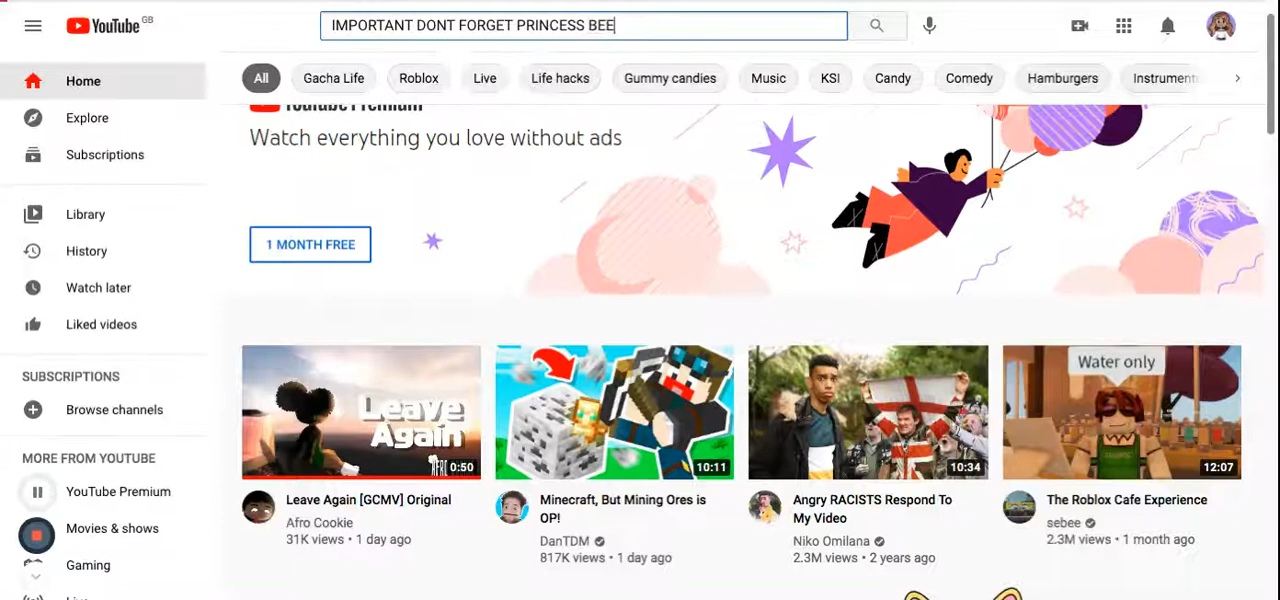 YouTube GB
IMPORTANT DONT FORGET PRINCESS BEE
All Gacha Life Roblox Live Life hacks Gummy candies Music KSI Candy Comedy Hamburgers
Home
Explore
Subscriptions
Library
History
Watch later
Liked videos
SUBSCRIPTIONS
Browse channels
MORE FROM YOUTUBE
YouTube Premium
Movies & shows
Gaming
YouTube Premium
Watch everything you love without ads
1 MONTH FREE
Leave
Again
0:50
Leave Again [GCMV] Original
Afro Cookie
31K views • 1 day ago
10:11
Minecraft, But Mining Ores is
OP!
DanTDM
817K views • 1 day ago
10:34
Angry RACISTS Respond To
My Video
Niko Omilana
2.3M views • 2 years ago
Water only
12:07
The Roblox Cafe Experience
sebee
2.3M views • 1 month ago